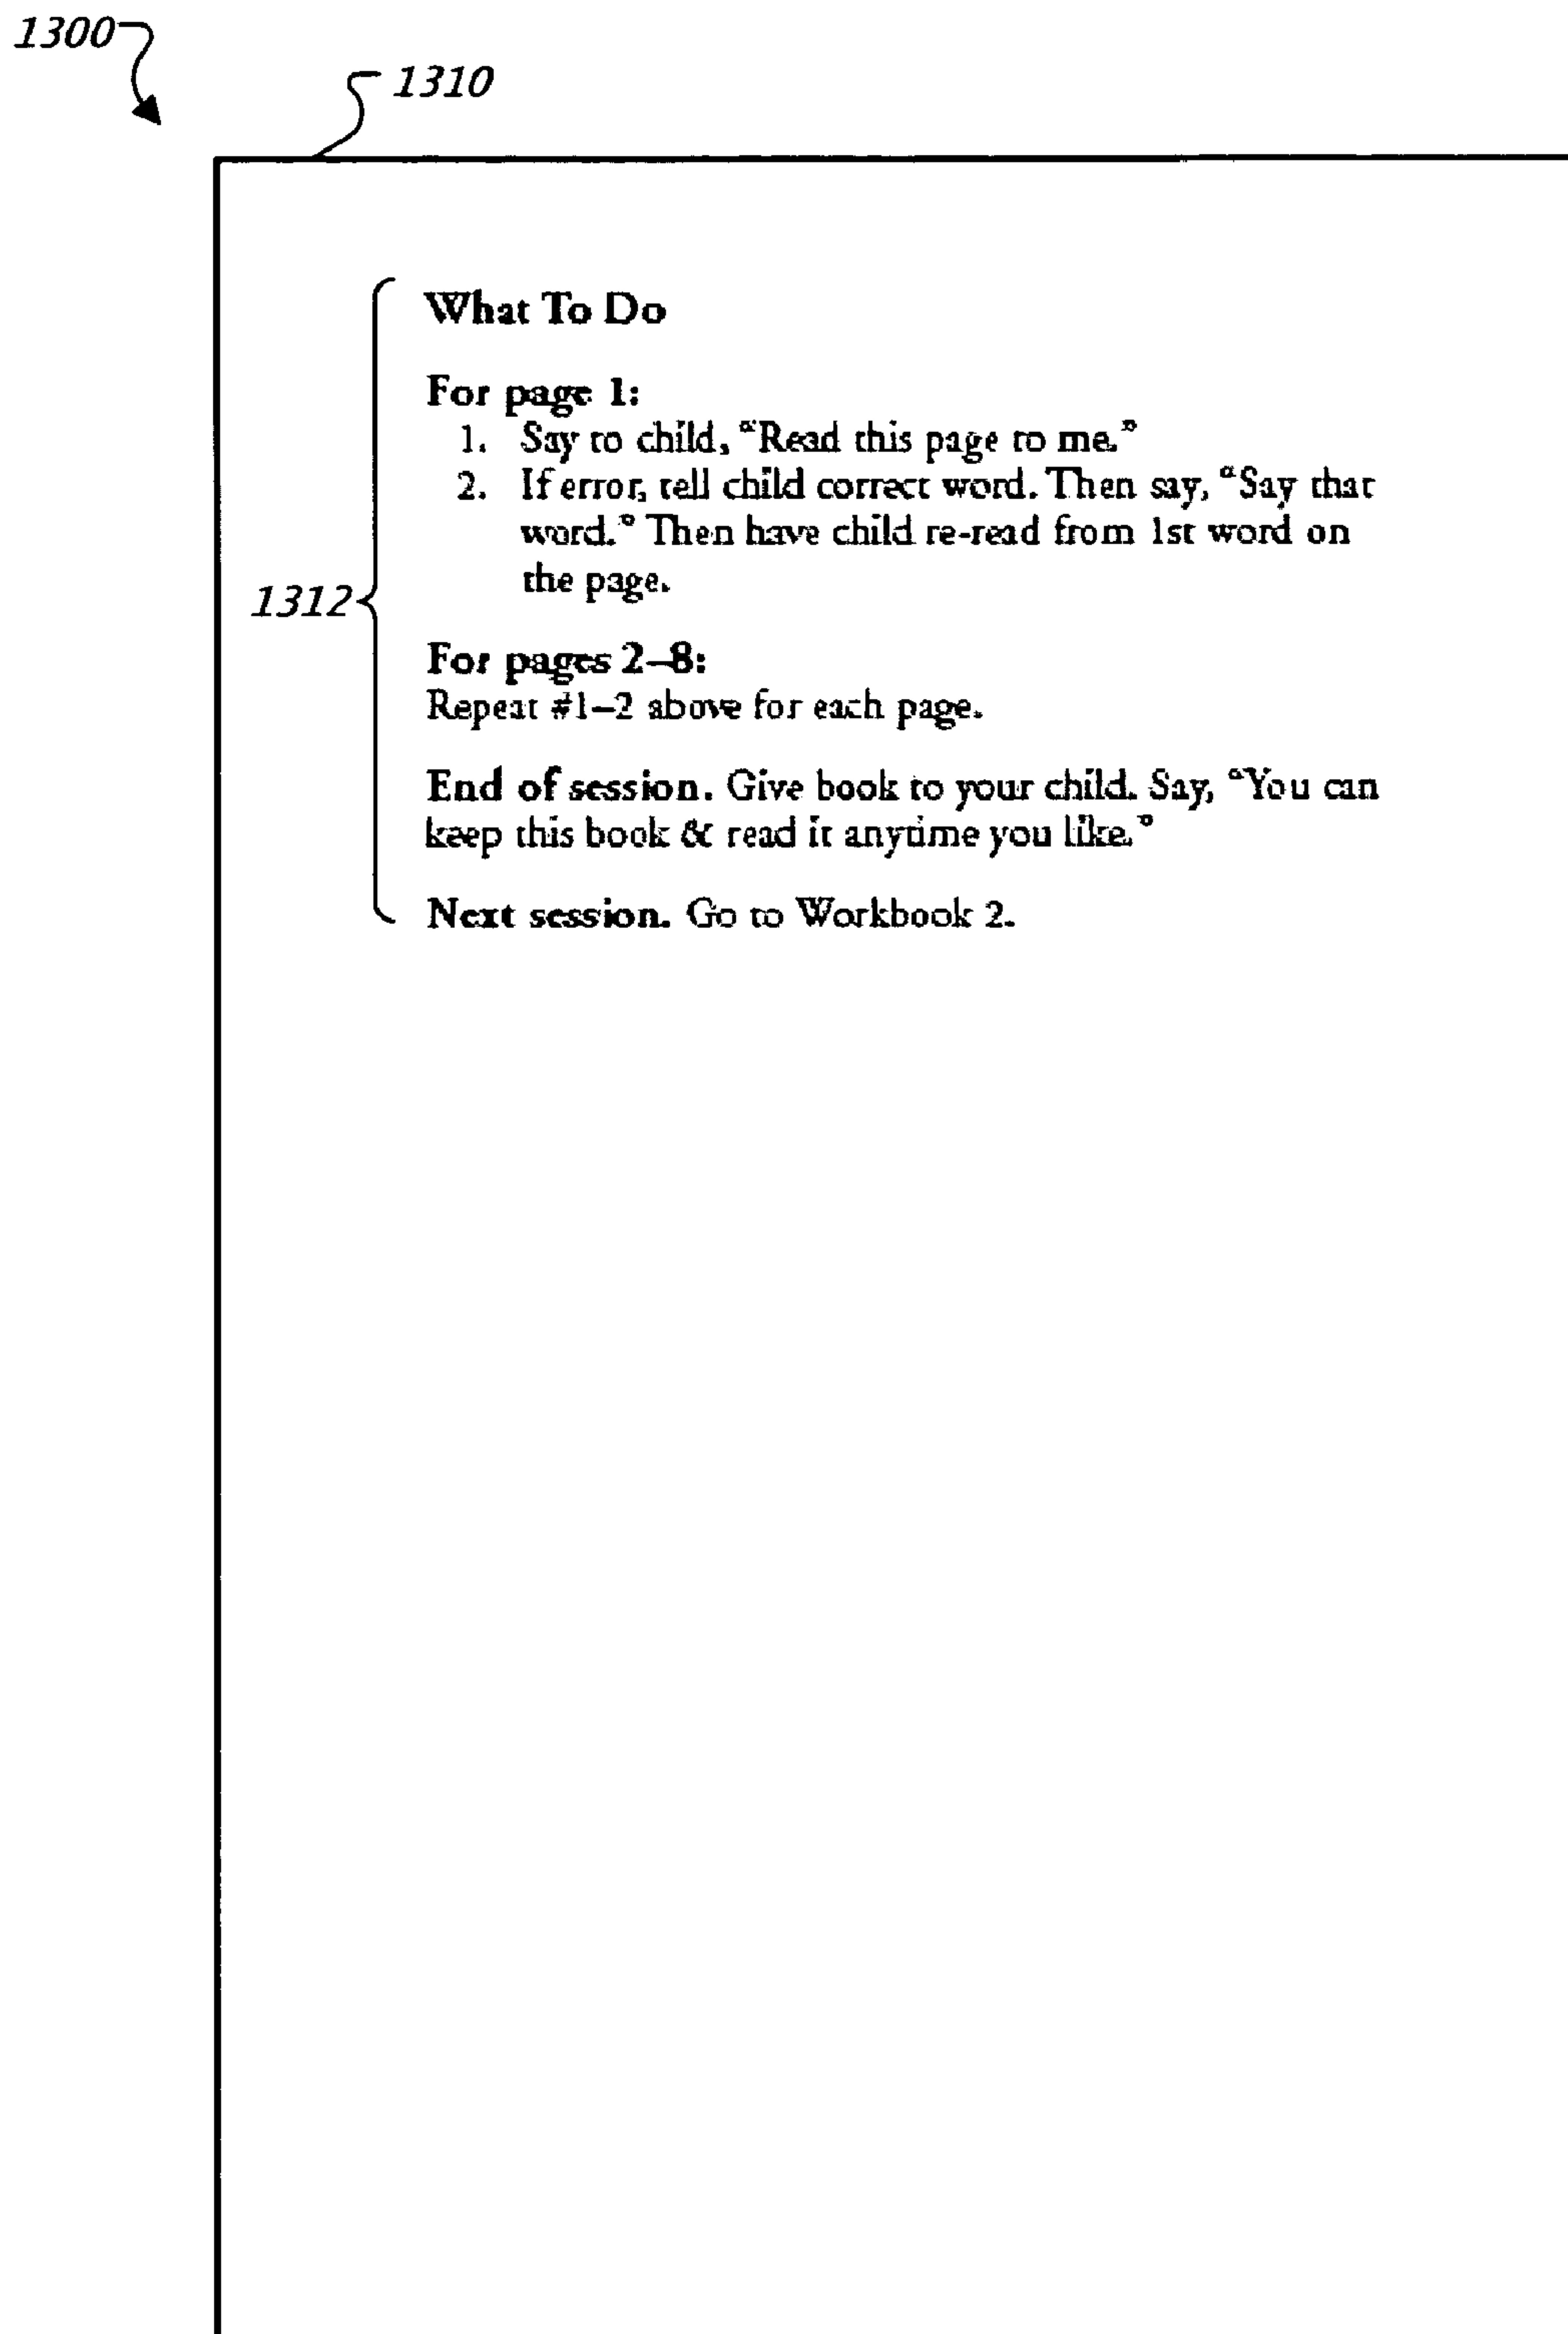 1300
1310
What To Do
For page 1:
1. Say to child, “Read this page to me.”
2. If error, tell child correct word. Then say, “Say that
word.” Then have child re-read from 1st word on
the page.
1312
For pages 2–8:
Repeat #1–2 above for each page.
End of session. Give book to your child. Say, “You can
keep this book & read it anytime you like.”
Next session. Go to Workbook 2.